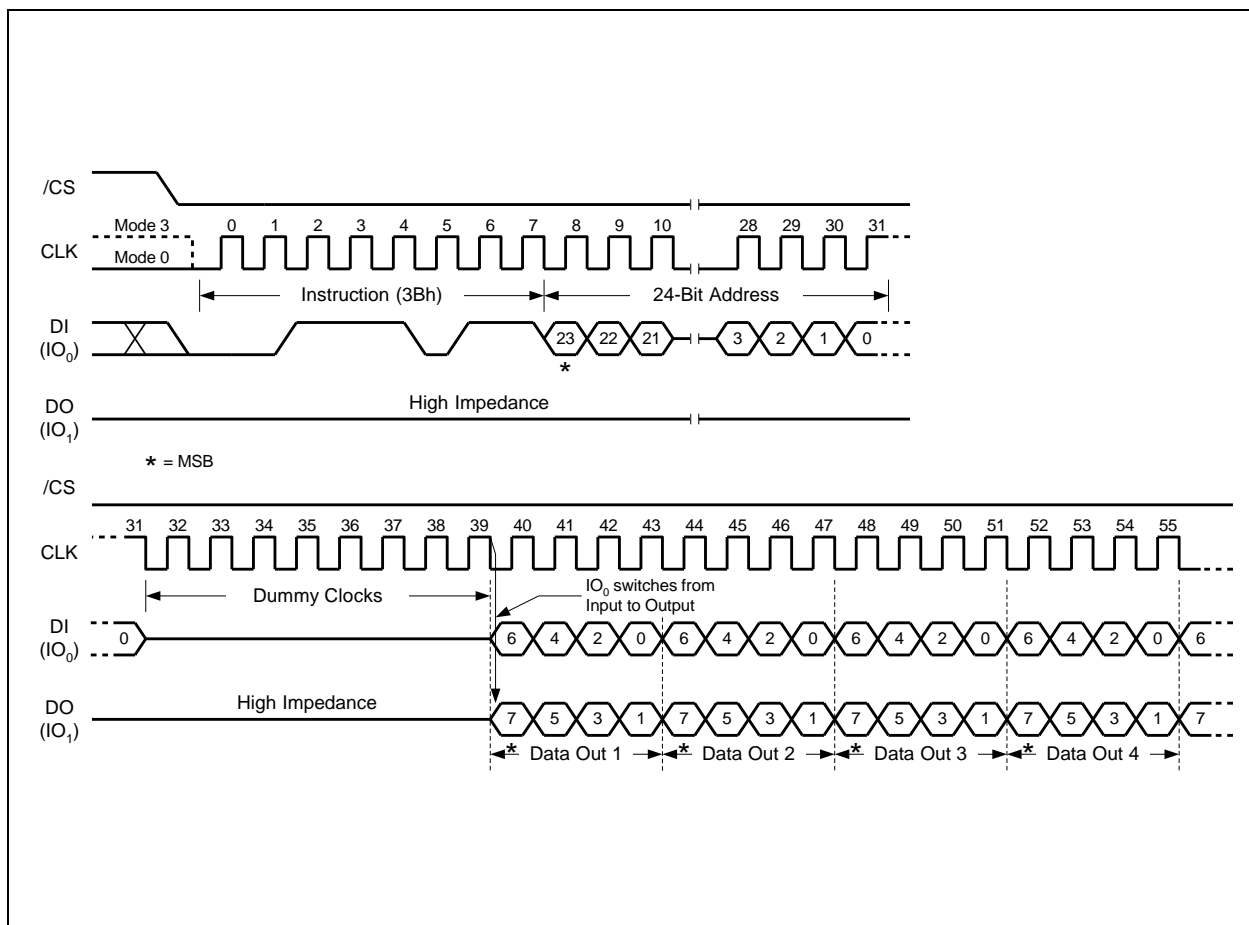 /CS
Mode 3 0 1 2 3 4 5 6 7 8 9 10 28 29 30 31
CLK
Mode 0
Instruction (3Bh) 24-Bit Address
DI
(IO0)
23 22 21 3 2 1 0
*
High Impedance
DO
(IO1)
* = MSB
/CS
31 32 33 34 35 36 37 38 39 40 41 42 43 44 45 46 47 48 49 50 51 52 53 54 55
CLK
Dummy Clocks
IO0 switches from
Input to Output
DI
(IO0)
0 6 4 2 0 6 4 2 0 6 4 2 0 6 4 2 0 6
High Impedance
DO
(IO1)
7 5 3 1 7 5 3 1 7 5 3 1 7 5 3 1 7
* Data Out 1 * Data Out 2 * Data Out 3 * Data Out 4